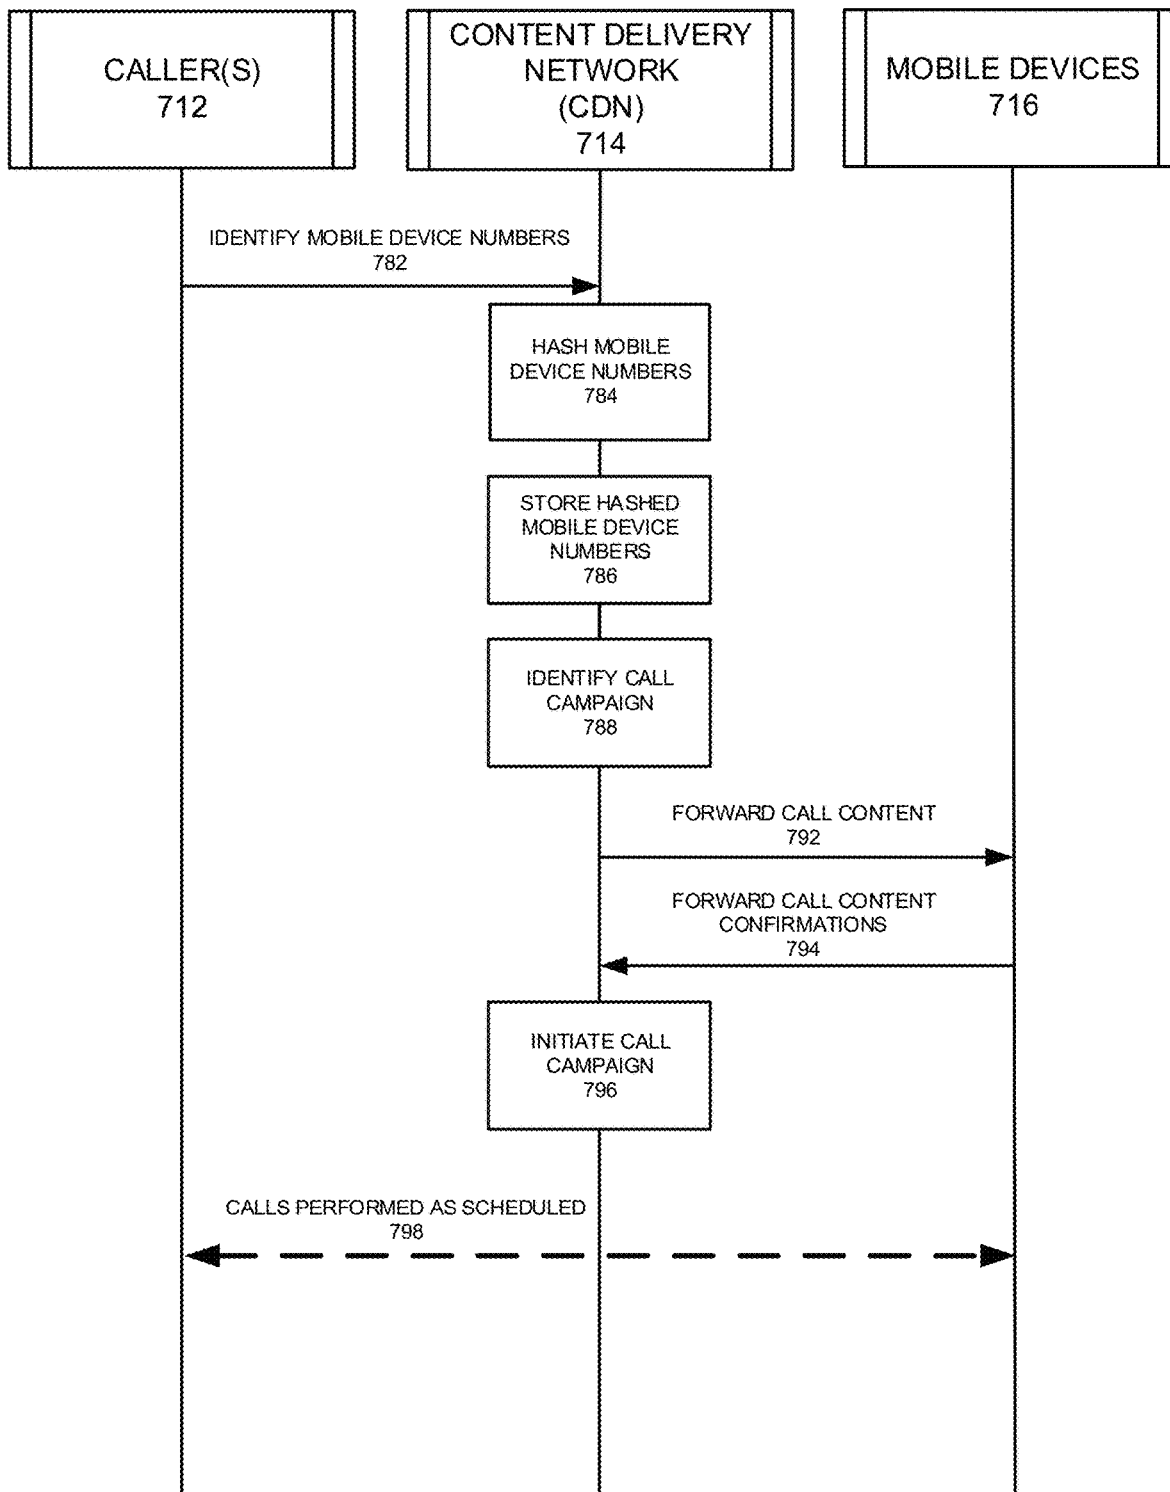 CALLER(S)
712
CONTENT DELIVERY
NETWORK
(CDN)
714
MOBILE DEVICES
716
IDENTIFY MOBILE DEVICE NUMBERS
782
HASH MOBILE
DEVICE NUMBERS
784
STORE HASHED
MOBILE DEVICE
NUMBERS
786
IDENTIFY CALL
CAMPAIGN
788
FORWARD CALL CONTENT
792
FORWARD CALL CONTENT
CONFIRMATIONS
794
INITIATE CALL
CAMPAIGN
796
CALLS PERFORMED AS SCHEDULED
798